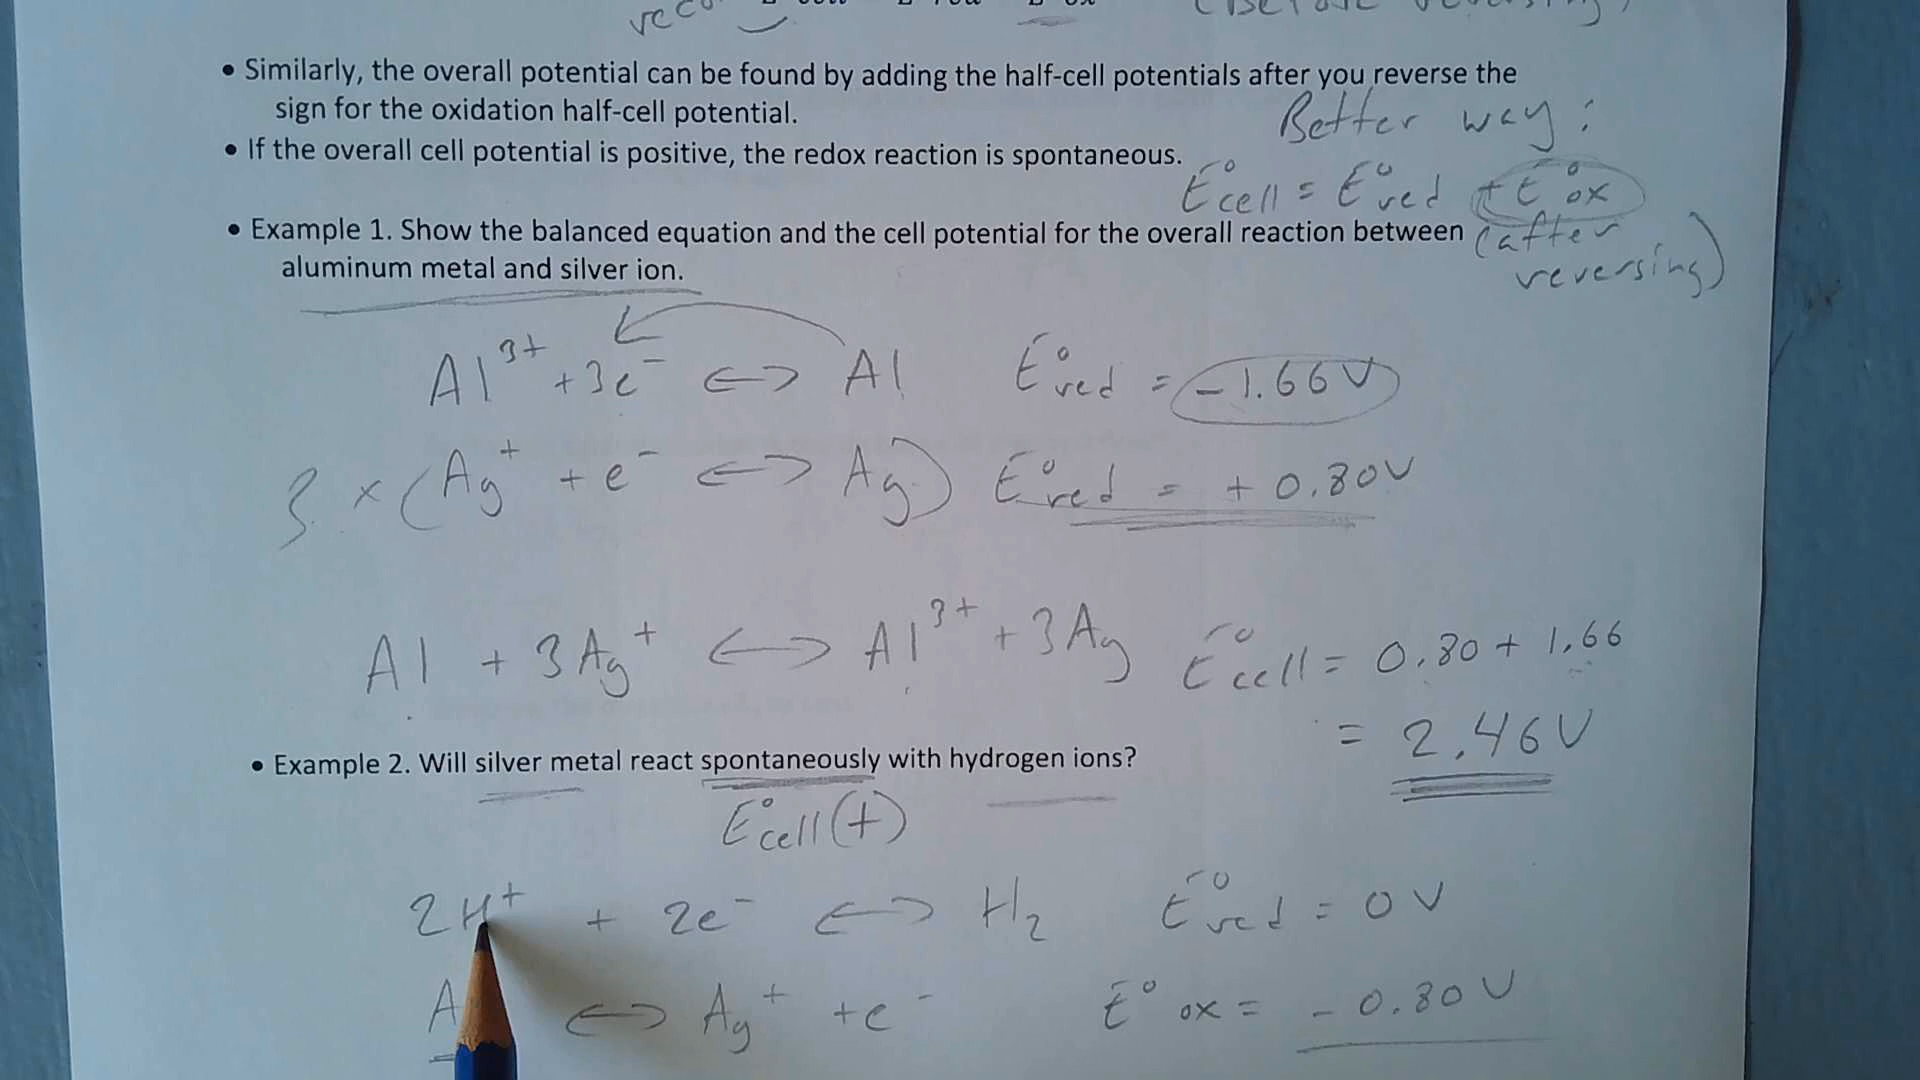 • Similarly, the overall potential can be found by adding the half-cell potentials after you reverse the
sign for the oxidation half-cell potential.
Better way:
• If the overall cell potential is positive, the redox reaction is spontaneous.
E°cell = E°red + E°ox
(after reversing)
• Example 1. Show the balanced equation and the cell potential for the overall reaction between
aluminum metal and silver ion.
Al³⁺ + 3e⁻ ⟷ Al E°red = -1.66V
3 × (Ag⁺ + e⁻ ⟷ Ag) E°red = +0.80V
Al + 3Ag⁺ ⟷ Al³⁺ + 3Ag E°cell = 0.80 + 1.66
= 2.46V
• Example 2. Will silver metal react spontaneously with hydrogen ions?
E°cell (+)
2H⁺ + 2e⁻ ⟷ H₂ E°red = 0V
⟷ Ag⁺ + e⁻ E°ox = -0.80V